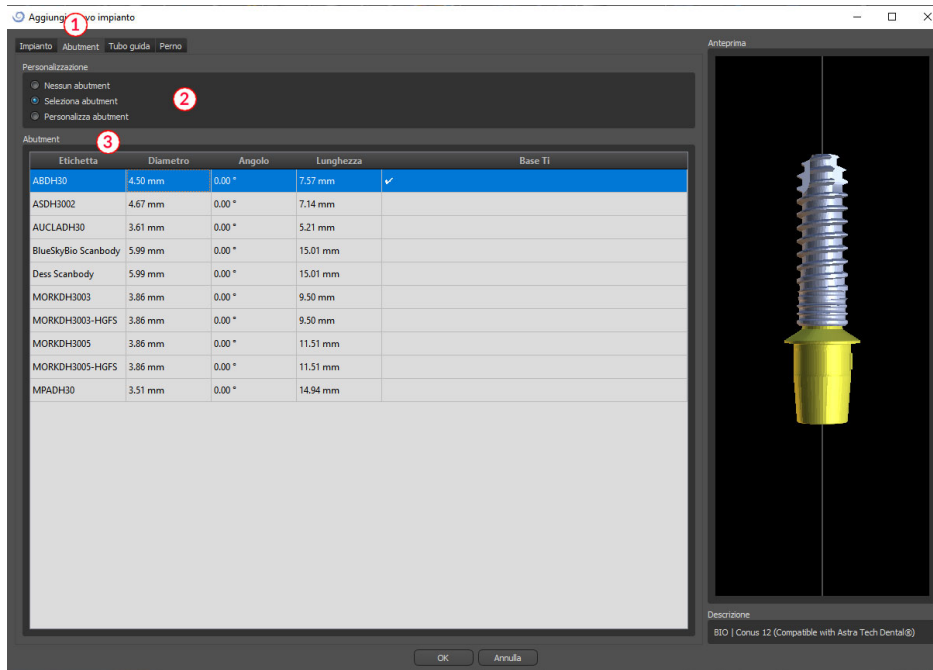 Aggiungi vo impianto
1
Impianto Abutment Tubo guida Perno
Anteprima
Personalizzazione
Nessun abutment
Seleziona abutment
2
Personalizza abutment
Abutment
3
Etichetta Diametro Angolo Lunghezza Base Ti
ABDH30 4.50 mm 0.00 ° 7.57 mm ✔
ASDH3002 4.67 mm 0.00 ° 7.14 mm
AUCLADH30 3.61 mm 0.00 ° 5.21 mm
BlueSkyBio Scanbody 5.99 mm 0.00 ° 15.01 mm
Dess Scanbody 5.99 mm 0.00 ° 15.01 mm
MORKDH3003 3.86 mm 0.00 ° 9.50 mm
MORKDH3003-HGFS 3.86 mm 0.00 ° 9.50 mm
MORKDH3005 3.86 mm 0.00 ° 11.51 mm
MORKDH3005-HGFS 3.86 mm 0.00 ° 11.51 mm
MPADH30 3.51 mm 0.00 ° 14.94 mm
Descrizione
BIO | Conus 12 (Compatible with Astra Tech Dental®)
OK Annulla